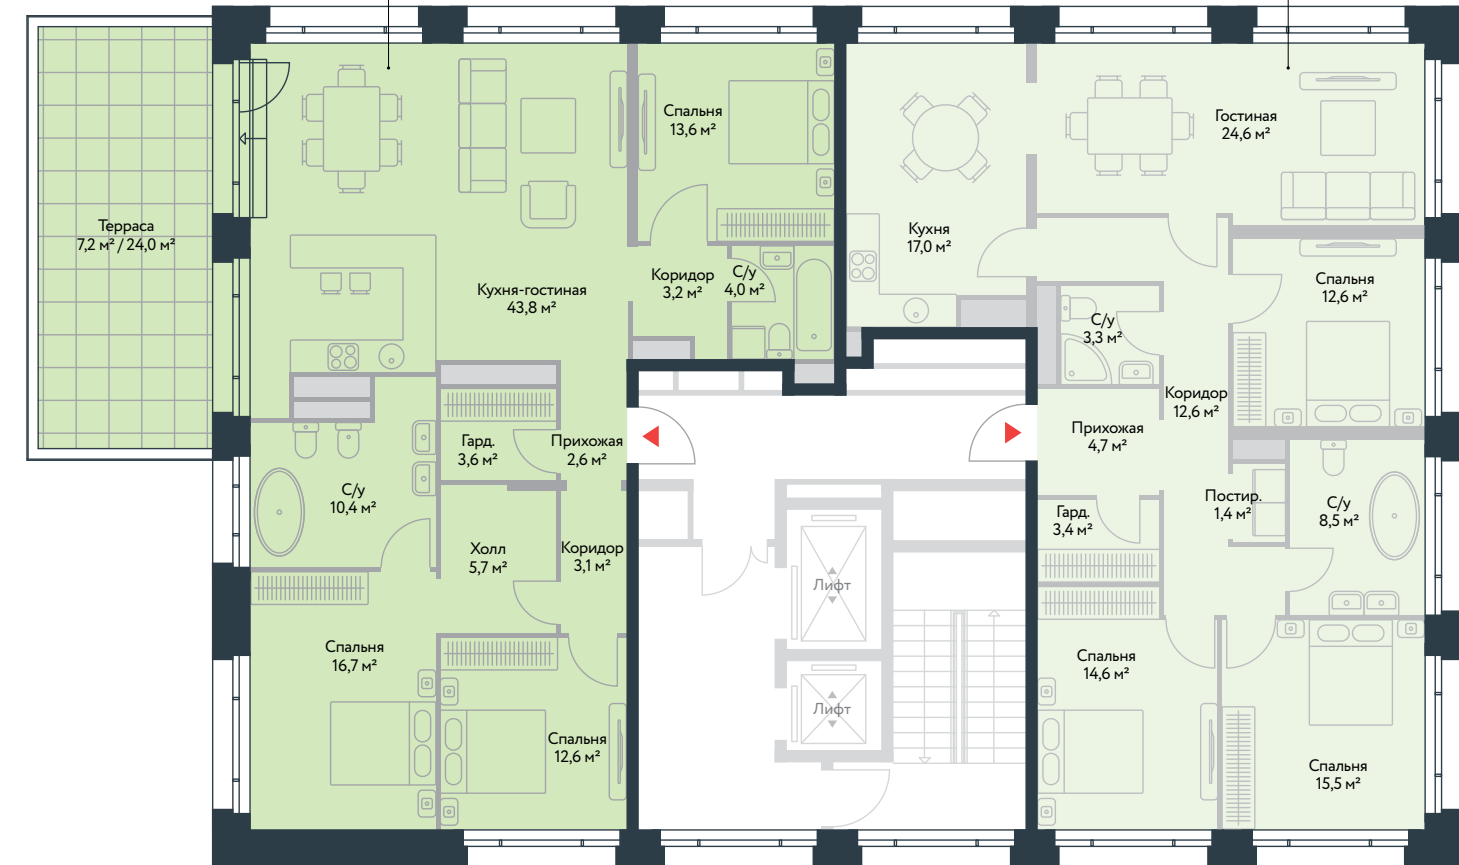 Терраса
7,2 м² / 24,0 м²
Кухня-гостиная
43,8 м²
Спальня
13,6 м²
Коридор
3,2 м²
С/у
4,0 м²
Гард.
3,6 м²
Прихожая
2,6 м²
С/у
10,4 м²
Холл
5,7 м²
Коридор
3,1 м²
Спальня
16,7 м²
Спальня
12,6 м²
Лифт
Лифт
Кухня
17,0 м²
Гостиная
24,6 м²
Спальня
12,6 м²
С/у
3,3 м²
Коридор
12,6 м²
Прихожая
4,7 м²
Гард.
3,4 м²
Постир.
1,4 м²
С/у
8,5 м²
Спальня
14,6 м²
Спальня
15,5 м²